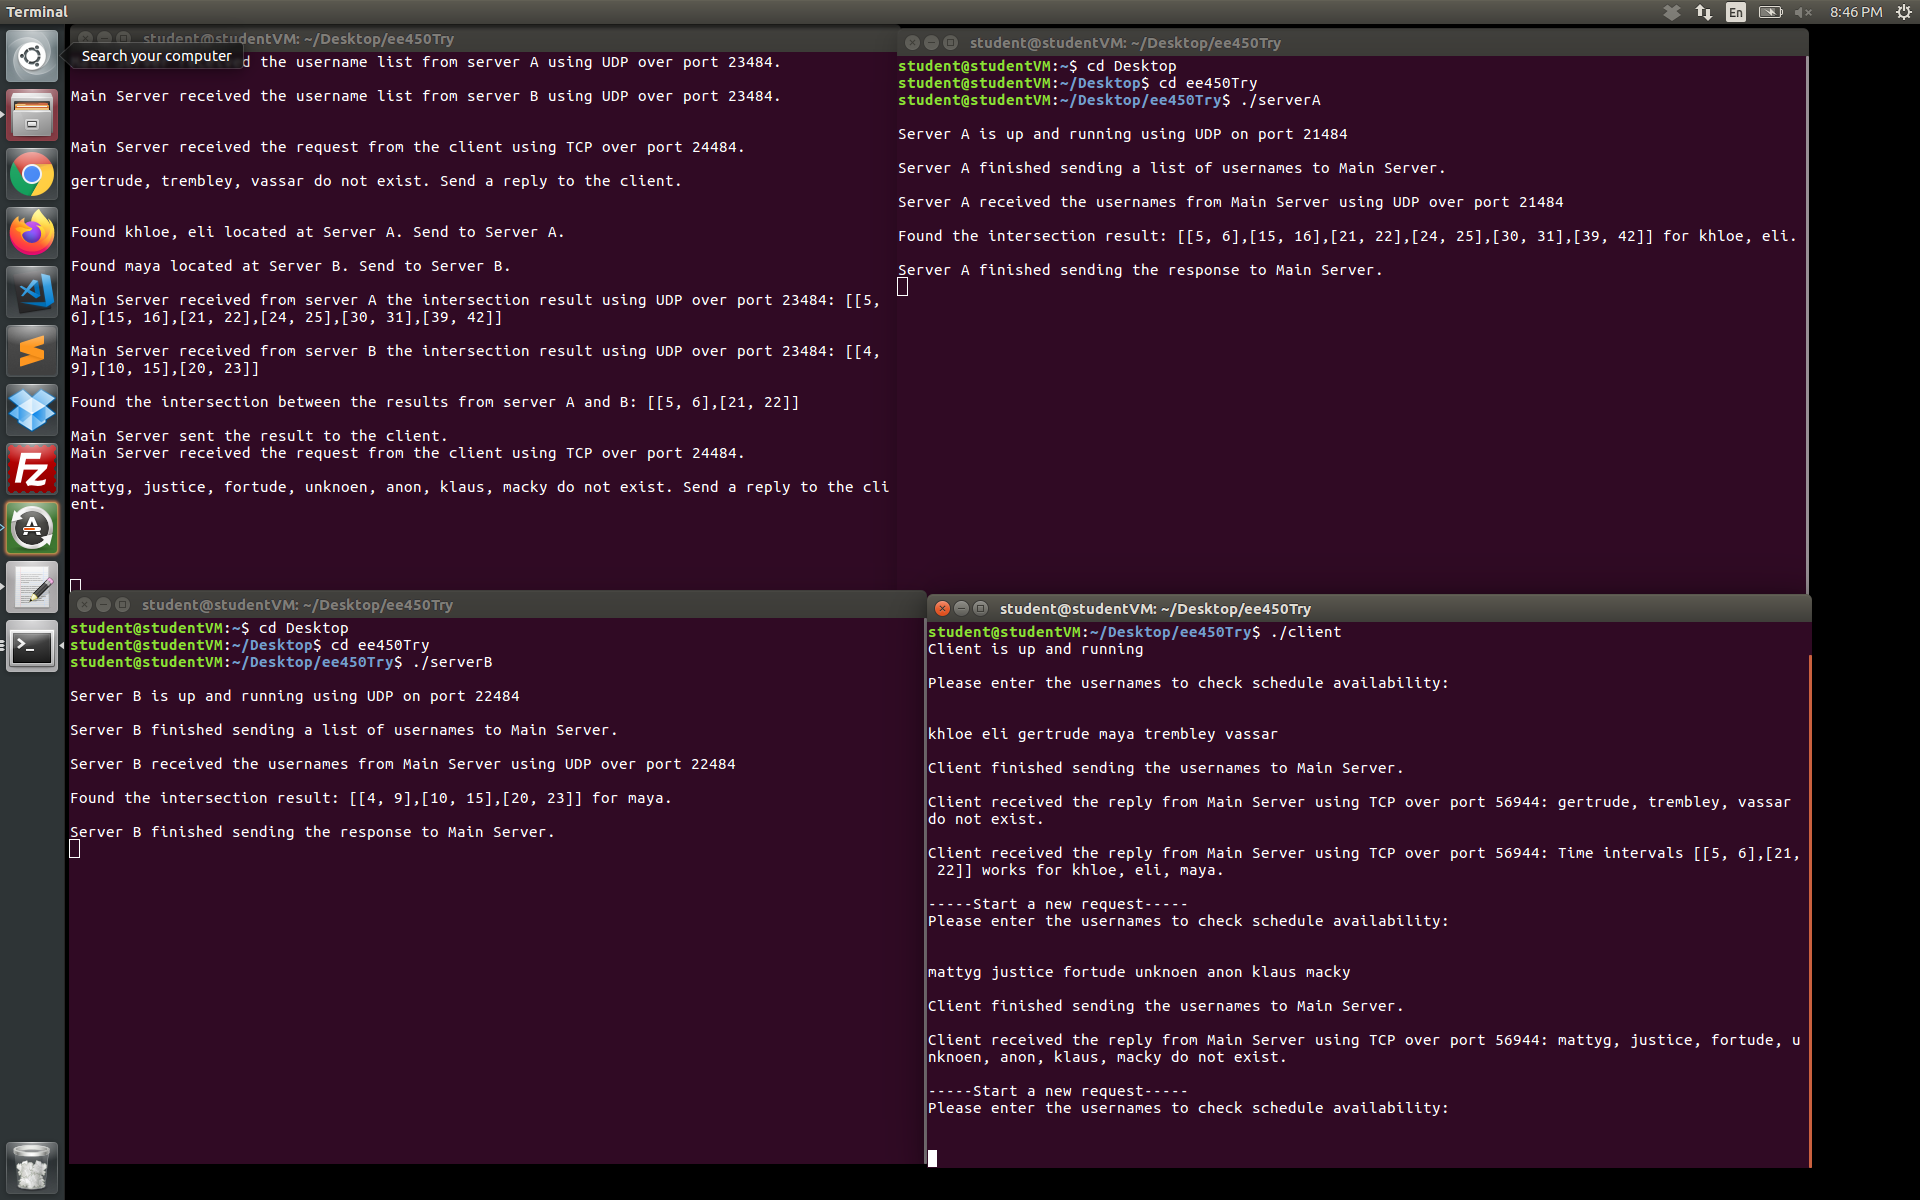 Terminal
En
8:46 PM
student@studentVM: ~/Desktop/ee450Try
Search your computer
d the username list from server A using UDP over port 23484.
Main Server received the username list from server B using UDP over port 23484.
Main Server received the request from the client using TCP over port 24484.
gertrude, trembley, vassar do not exist. Send a reply to the client.
Found khloe, eli located at Server A. Send to Server A.
Found maya located at Server B. Send to Server B.
Main Server received from server A the intersection result using UDP over port 23484: [[5,
6],[15, 16],[21, 22],[24, 25],[30, 31],[39, 42]]
Main Server received from server B the intersection result using UDP over port 23484: [[4,
9],[10, 15],[20, 23]]
Found the intersection between the results from server A and B: [[5, 6],[21, 22]]
Main Server sent the result to the client.
Main Server received the request from the client using TCP over port 24484.
mattyg, justice, fortude, unknoen, anon, klaus, macky do not exist. Send a reply to the cli
ent.
student@studentVM: ~/Desktop/ee450Try
student@studentVM:~$ cd Desktop
student@studentVM:~/Desktop$ cd ee450Try
student@studentVM:~/Desktop/ee450Try$ ./serverA
Server A is up and running using UDP on port 21484
Server A finished sending a list of usernames to Main Server.
Server A received the usernames from Main Server using UDP over port 21484
Found the intersection result: [[5, 6],[15, 16],[21, 22],[24, 25],[30, 31],[39, 42]] for khloe, eli.
Server A finished sending the response to Main Server.
student@studentVM: ~/Desktop/ee450Try
student@studentVM:~$ cd Desktop
student@studentVM:~/Desktop$ cd ee450Try
student@studentVM:~/Desktop/ee450Try$ ./serverB
Server B is up and running using UDP on port 22484
Server B finished sending a list of usernames to Main Server.
Server B received the usernames from Main Server using UDP over port 22484
Found the intersection result: [[4, 9],[10, 15],[20, 23]] for maya.
Server B finished sending the response to Main Server.
student@studentVM: ~/Desktop/ee450Try
student@studentVM:~/Desktop/ee450Try$ ./client
Client is up and running
Please enter the usernames to check schedule availability:
khloe eli gertrude maya trembley vassar
Client finished sending the usernames to Main Server.
Client received the reply from Main Server using TCP over port 56944: gertrude, trembley, vassar
do not exist.
Client received the reply from Main Server using TCP over port 56944: Time intervals [[5, 6],[21,
22]] works for khloe, eli, maya.
-----Start a new request-----
Please enter the usernames to check schedule availability:
mattyg justice fortude unknoen anon klaus macky
Client finished sending the usernames to Main Server.
Client received the reply from Main Server using TCP over port 56944: mattyg, justice, fortude, u
nknoen, anon, klaus, macky do not exist.
-----Start a new request-----
Please enter the usernames to check schedule availability: